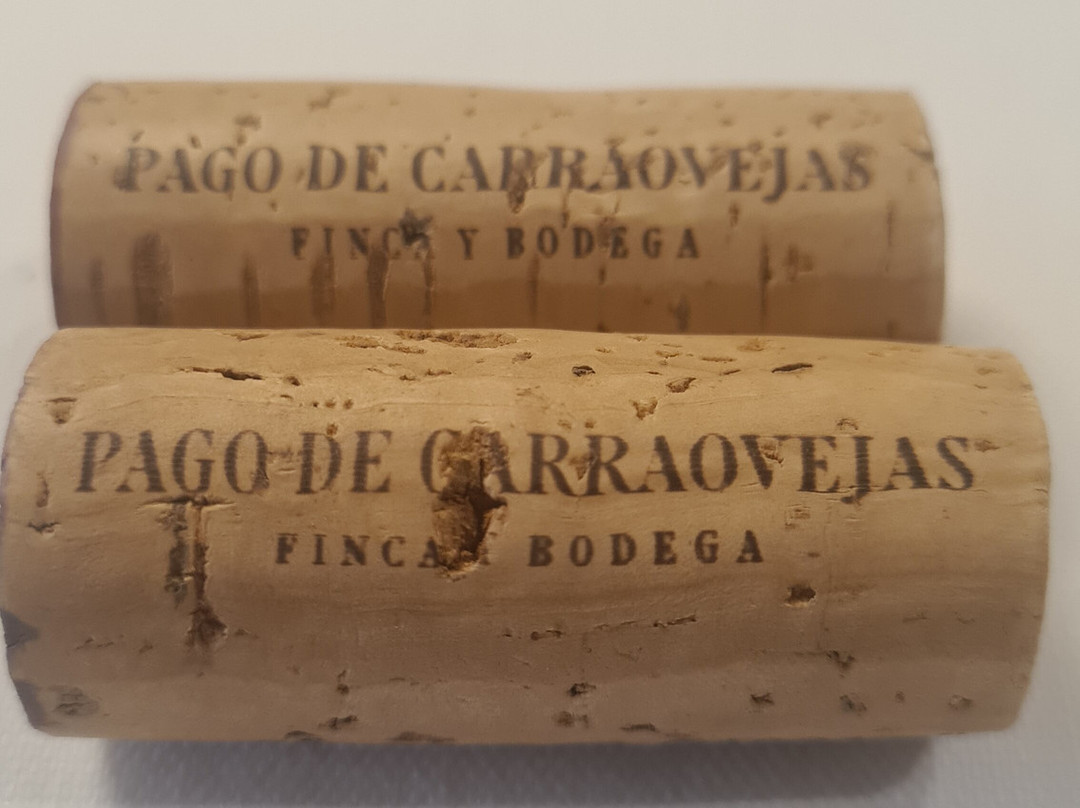 PAGO DE CARRAOVEJAS
FINCA Y BODEGA
PAGO DE CARRAOVEJAS
FINCA BODEGA